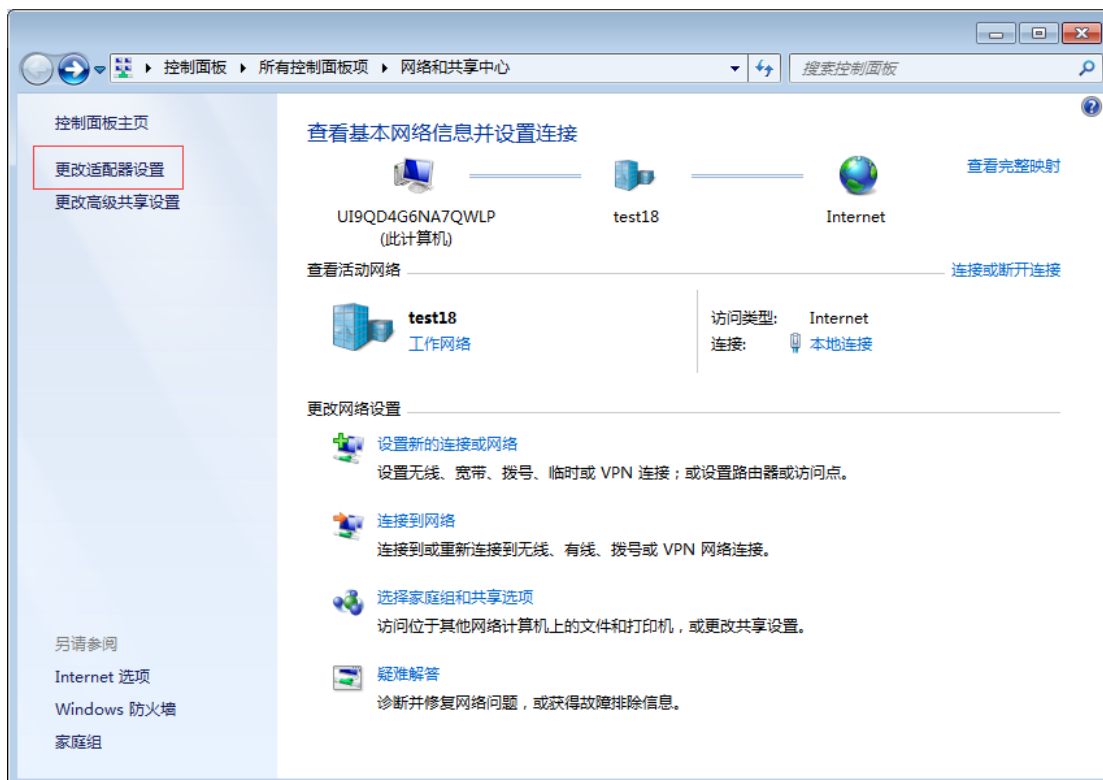 控制面板 ▸ 所有控制面板项 ▸ 网络和共享中心
搜索控制面板
控制面板主页
更改适配器设置
更改高级共享设置
查看基本网络信息并设置连接
查看完整映射
UI9QD4G6NA7QWLP
(此计算机)
test18
Internet
查看活动网络
连接或断开连接
test18
工作网络
访问类型: Internet
连接: 本地连接
更改网络设置
设置新的连接或网络
设置无线、宽带、拨号、临时或 VPN 连接；或设置路由器或访问点。
连接到网络
连接到或重新连接到无线、有线、拨号或 VPN 网络连接。
选择家庭组和共享选项
访问位于其他网络计算机上的文件和打印机，或更改共享设置。
疑难解答
诊断并修复网络问题，或获得故障排除信息。
另请参阅
Internet 选项
Windows 防火墙
家庭组